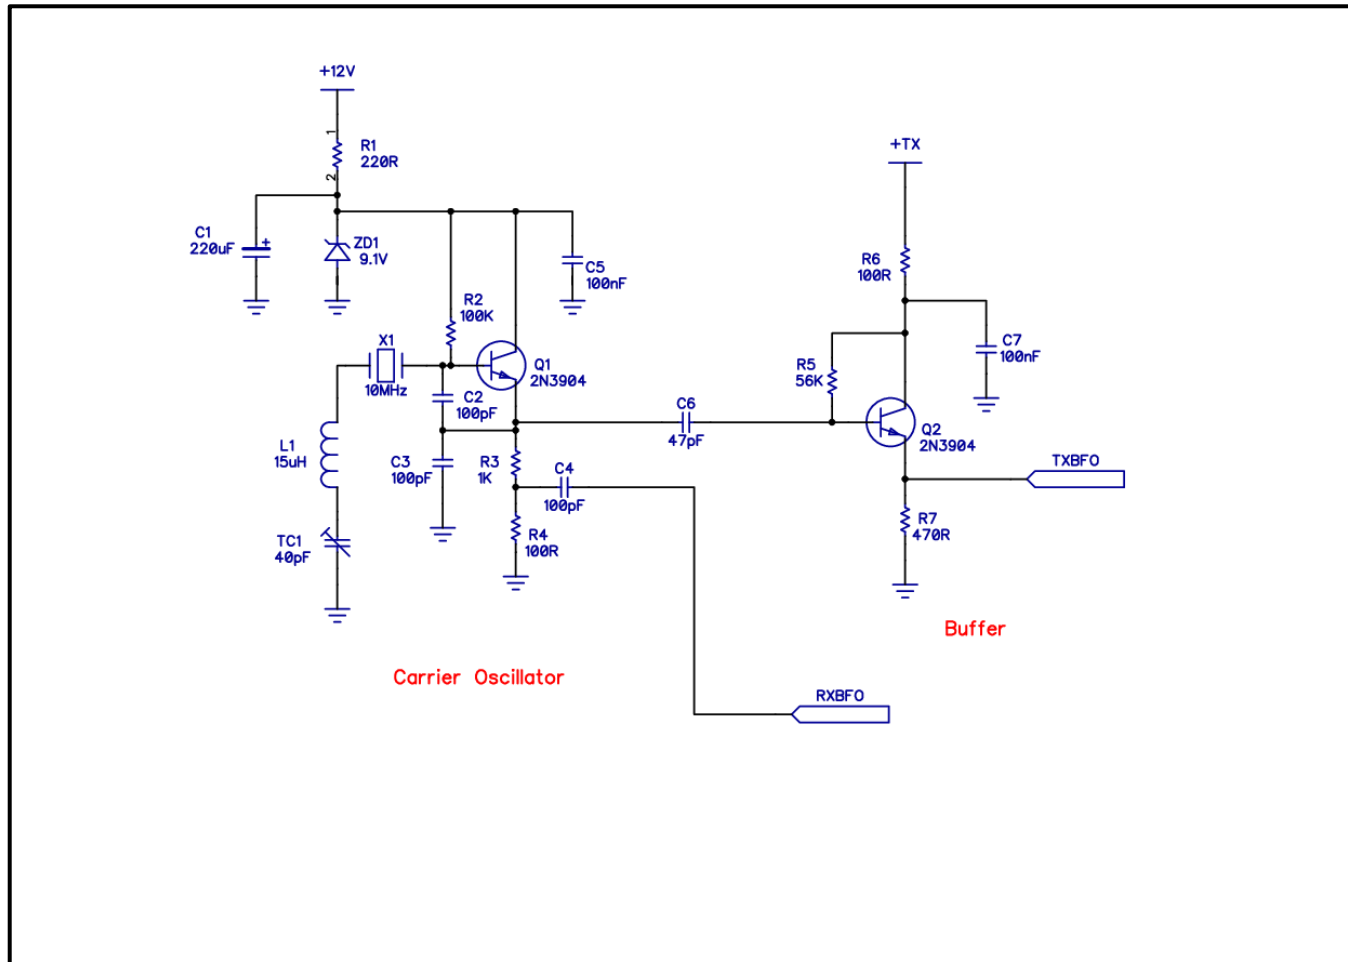 +12V
1
R1
220R
2
+TX
C1
220uF
+
ZD1
9.1V
C5
100nF
R6
100R
R2
100K
X1
10MHz
Q1
2N3904
C7
100nF
R5
56K
C2
100pF
C6
47pF
Q2
2N3904
L1
15uH
C3
100pF
R3
1K
C4
100pF
TXBFO
TC1
40pF
R4
100R
R7
470R
Buffer
Carrier Oscillator
RXBFO